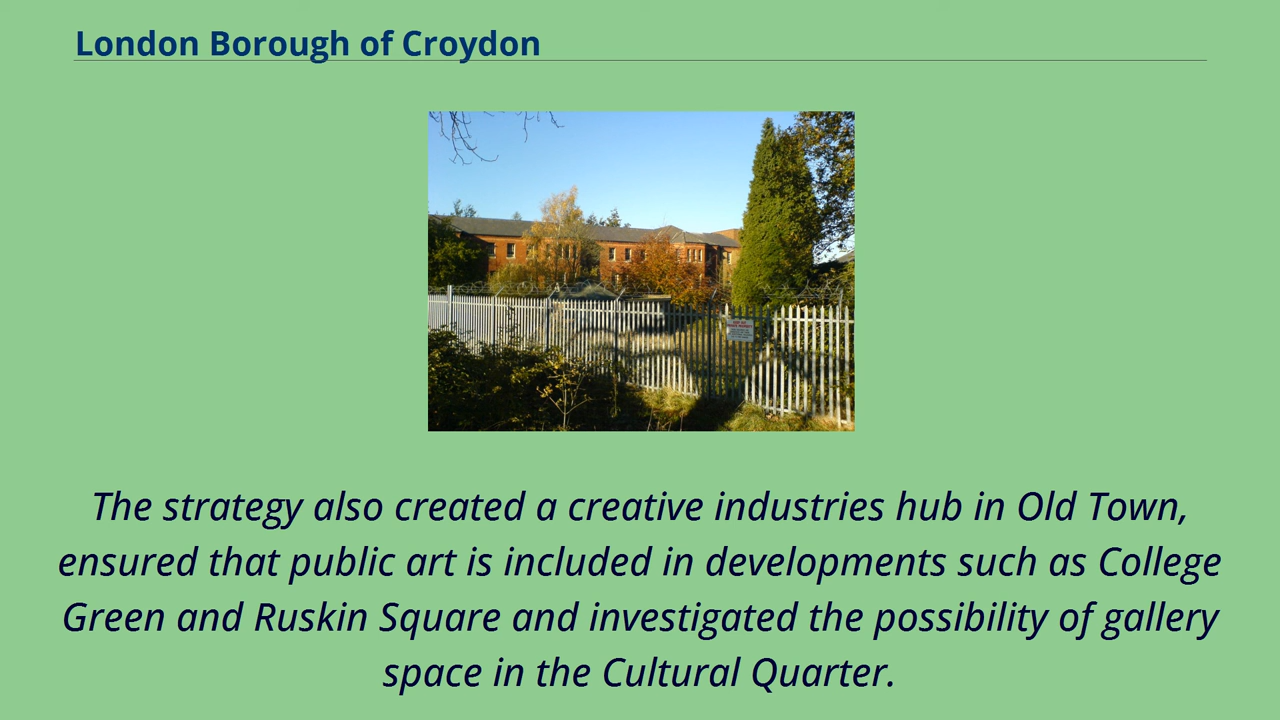 London Borough of Croydon
The strategy also created a creative industries hub in Old Town,
ensured that public art is included in developments such as College
Green and Ruskin Square and investigated the possibility of gallery
space in the Cultural Quarter.